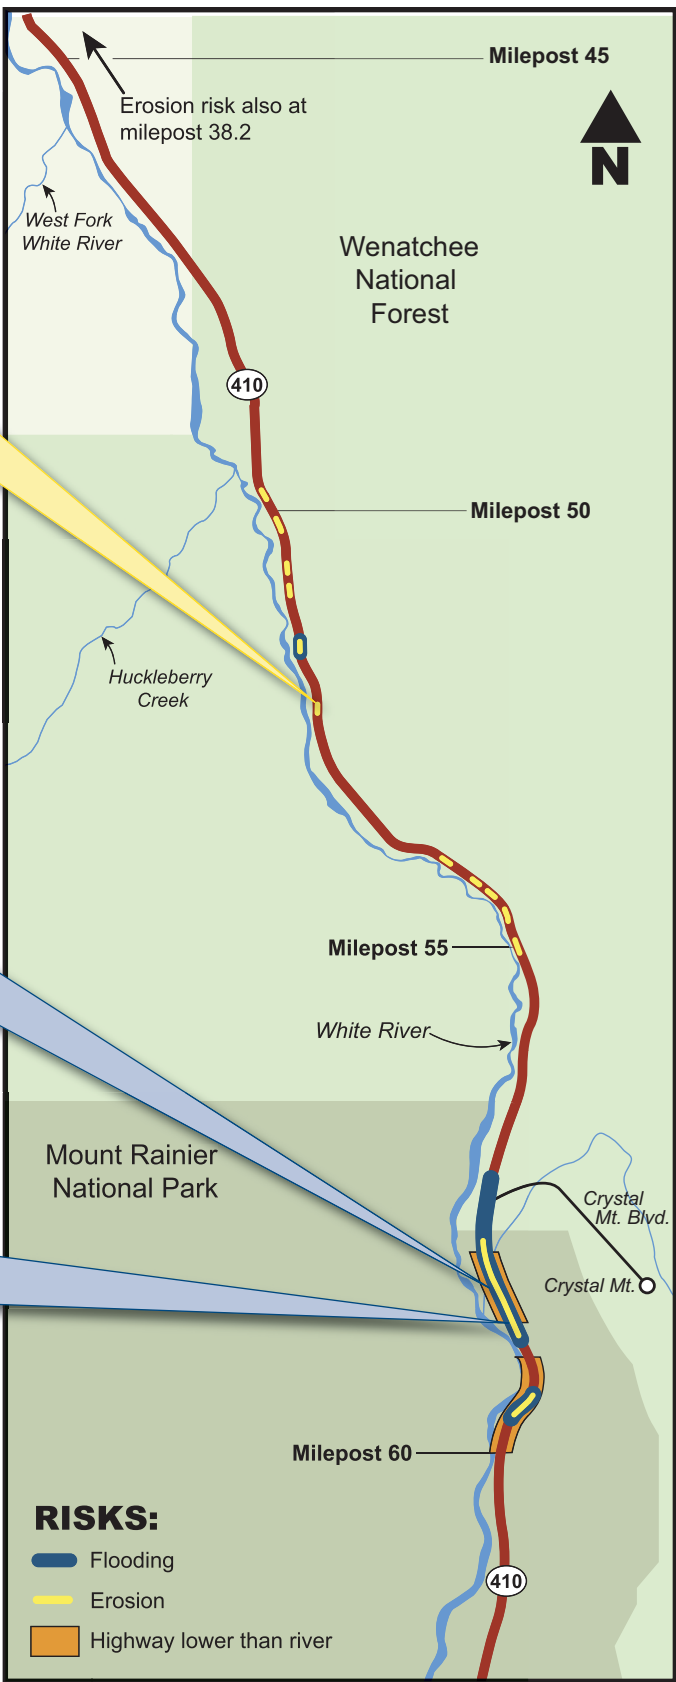 Milepost 45
Erosion risk also at
milepost 38.2
N
West Fork
White River
Wenatchee
National
Forest
410
Milepost 50
Huckleberry
Creek
Milepost 55
White River
Mount Rainier
National Park
Crystal
Mt. Blvd.
Crystal Mt.
Milepost 60
RISKS:
Flooding
410
Erosion
Highway lower than river